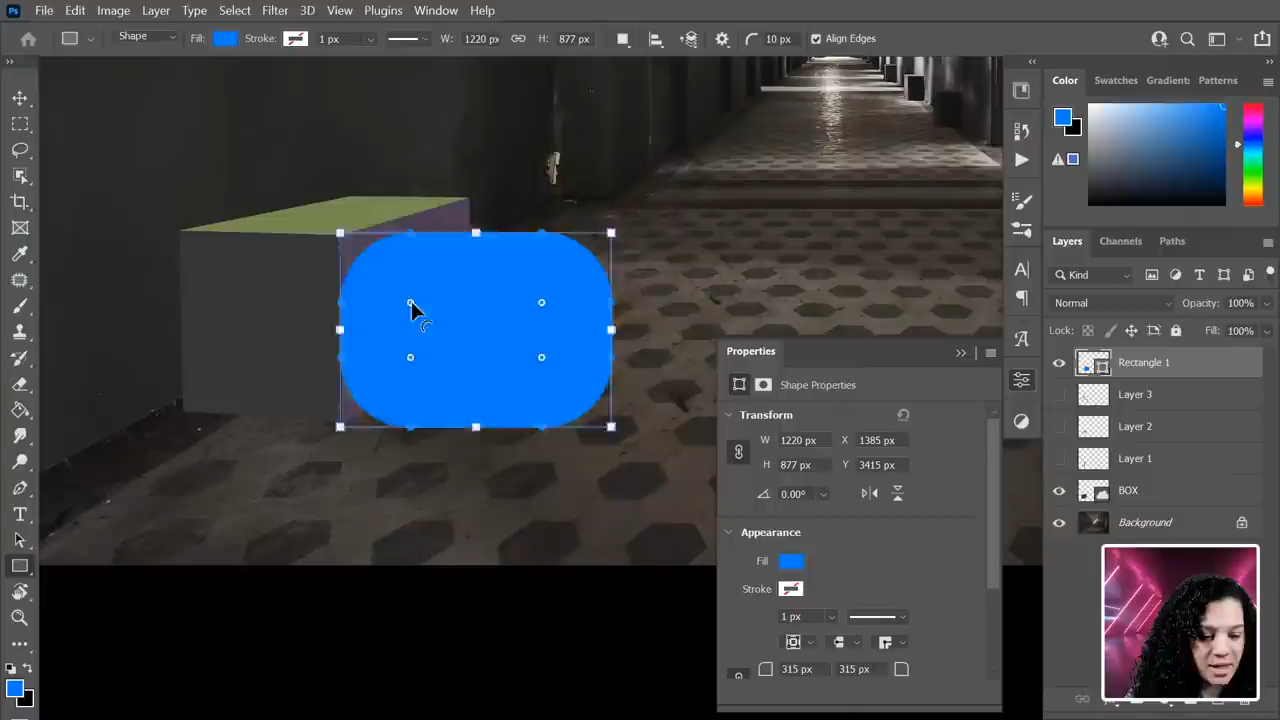 Ps File Edit Image Layer Type Select Filter 3D View Plugins Window Help
Shape Fill: Stroke: 1 px W: 1220 px H: 877 px 10 px Align Edges
Color Swatches Gradient: Patterns
Layers Channels Paths
Kind
Normal Opacity: 100%
Lock: Fill: 100%
Rectangle 1
Layer 3
Layer 2
Layer 1
BOX
Background
Properties
Shape Properties
Transform
W 1220 px X 1385 px
H 877 px Y 3415 px
0.00°
Appearance
Fill
Stroke
1 px
315 px 315 px